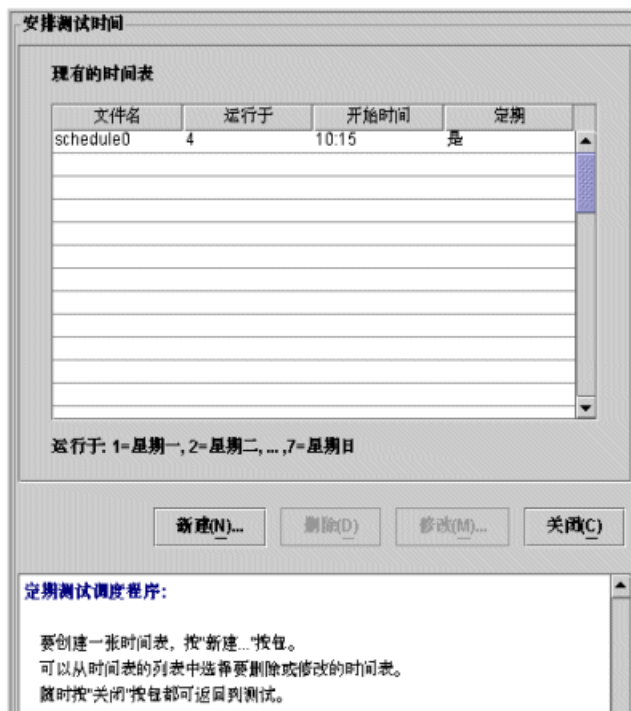 安排测试时间
现有的时间表
文件名 运行于 开始时间 定期
schedule0 4 10:15 是
运行于: 1=星期一, 2=星期二, ... ,7=星期日
新建(N)... 删除(D) 修改(M)... 关闭(C)
定期测试调度程序:
要创建一张时间表，按"新建..."按钮。
可以从时间表的列表中选择要删除或修改的时间表。
随时按"关闭"按钮都可返回到测试。